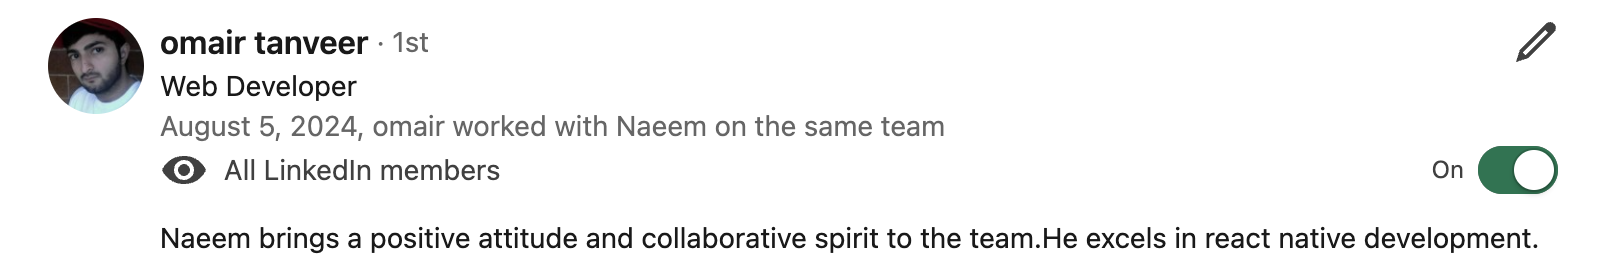 omair tanveer · 1st
Web Developer
August 5, 2024, omair worked with Naeem on the same team
All LinkedIn members
On
Naeem brings a positive attitude and collaborative spirit to the team.He excels in react native development.